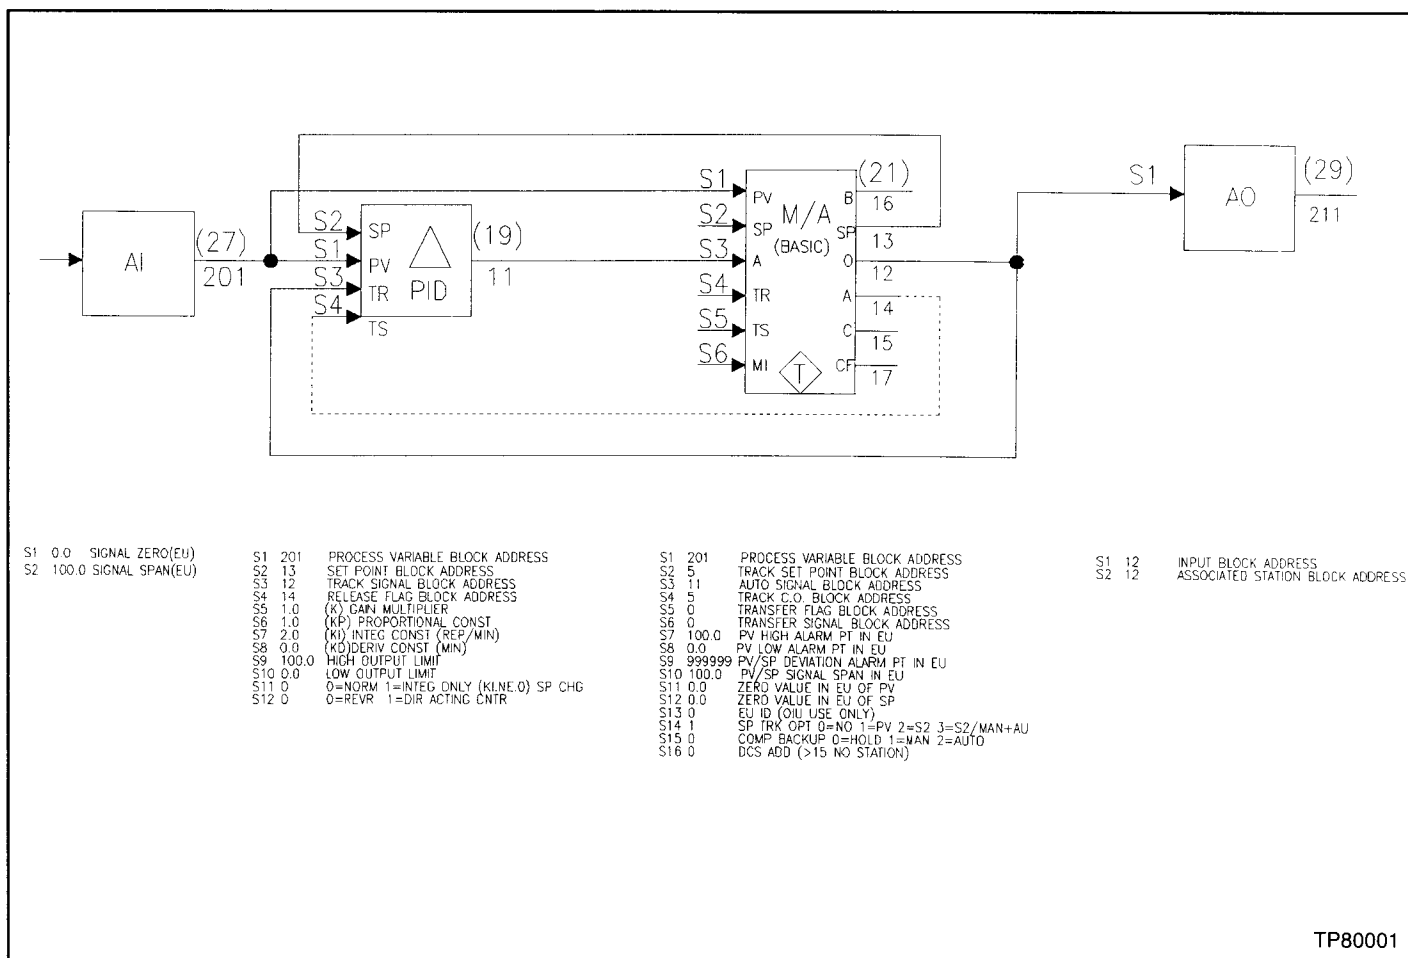 S1
(21)
PV
B
16
M/A
S2
SP
(BASIC)
SP
13
S3
A
O
12
S4
TR
A
14
S5
TS
C
15
S6
MI
T
CF
17
S1
AO
(29)
211
AI
(27)
201
S2
SP
S1
PV
S3
TR
S4
TS
PID
(19)
11
S1 0.0 SIGNAL ZERO(EU)
S2 100.0 SIGNAL SPAN(EU)
S1 201 PROCESS VARIABLE BLOCK ADDRESS
S2 13 SET POINT BLOCK ADDRESS
S3 12 TRACK SIGNAL BLOCK ADDRESS
S4 14 RELEASE FLAG BLOCK ADDRESS
S5 1.0 (K) GAIN MULTIPLIER
S6 1.0 (KP) PROPORTIONAL CONST
S7 2.0 (KI) INTEG CONST (REP/MIN)
S8 0.0 (KD)DERIV CONST (MIN)
S9 100.0 HIGH OUTPUT LIMIT
S10 0.0 LOW OUTPUT LIMIT
S11 0 0=NORM 1=INTEG ONLY (KI.NE.0) SP CHG
S12 0 0=REVR 1=DIR ACTING CNTR
S1 201 PROCESS VARIABLE BLOCK ADDRESS
S2 5 TRACK SET POINT BLOCK ADDRESS
S3 11 AUTO SIGNAL BLOCK ADDRESS
S4 5 TRACK C.O. BLOCK ADDRESS
S5 0 TRANSFER FLAG BLOCK ADDRESS
S6 0 TRANSFER SIGNAL BLOCK ADDRESS
S7 100.0 PV HIGH ALARM PT IN EU
S8 0.0 PV LOW ALARM PT IN EU
S9 999999 PV/SP DEVIATION ALARM PT IN EU
S10 100.0 PV/SP SIGNAL SPAN IN EU
S11 0.0 ZERO VALUE IN EU OF PV
S12 0.0 ZERO VALUE IN EU OF SP
S13 0 EU ID (OIU USE ONLY)
S14 1 SP TRK OPT 0=NO 1=PV 2=S2 3=S2/MAN+AU
S15 0 COMP BACKUP 0=HOLD 1=MAN 2=AUTO
S16 0 DCS ADD (>15 NO STATION)
S1 12 INPUT BLOCK ADDRESS
S2 12 ASSOCIATED STATION BLOCK ADDRESS
TP80001